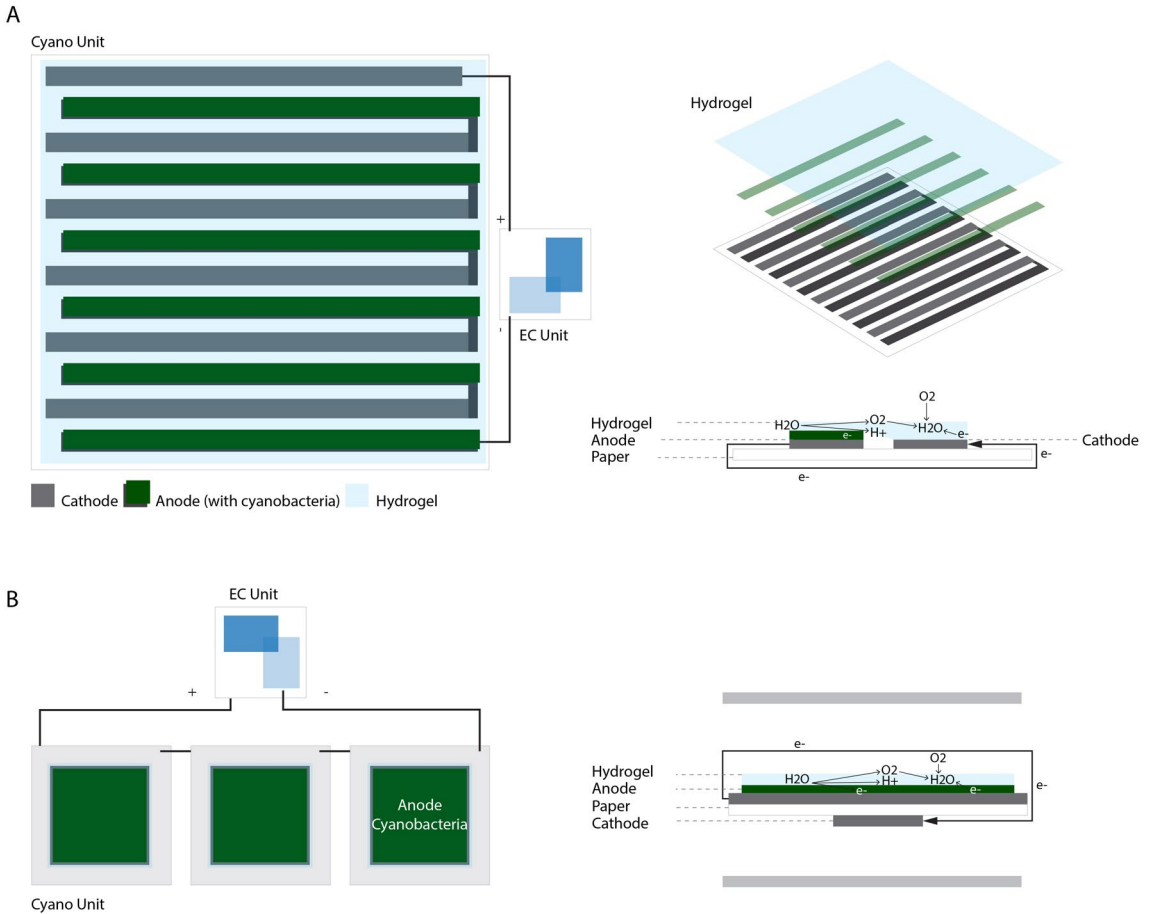 A
Cyano Unit
Hydrogel
+
-
EC Unit
Cathode
Anode (with cyanobacteria)
Hydrogel
O2
Hydrogel
H2O
O2
H2O
Anode
e-
H+
e-
Cathode
Paper
e-
e-
B
EC Unit
+
-
Anode
Cyanobacteria
Cyano Unit
e-
O2
Hydrogel
H2O
O2
H+
H2O
Anode
e-
e-
e-
Paper
Cathode